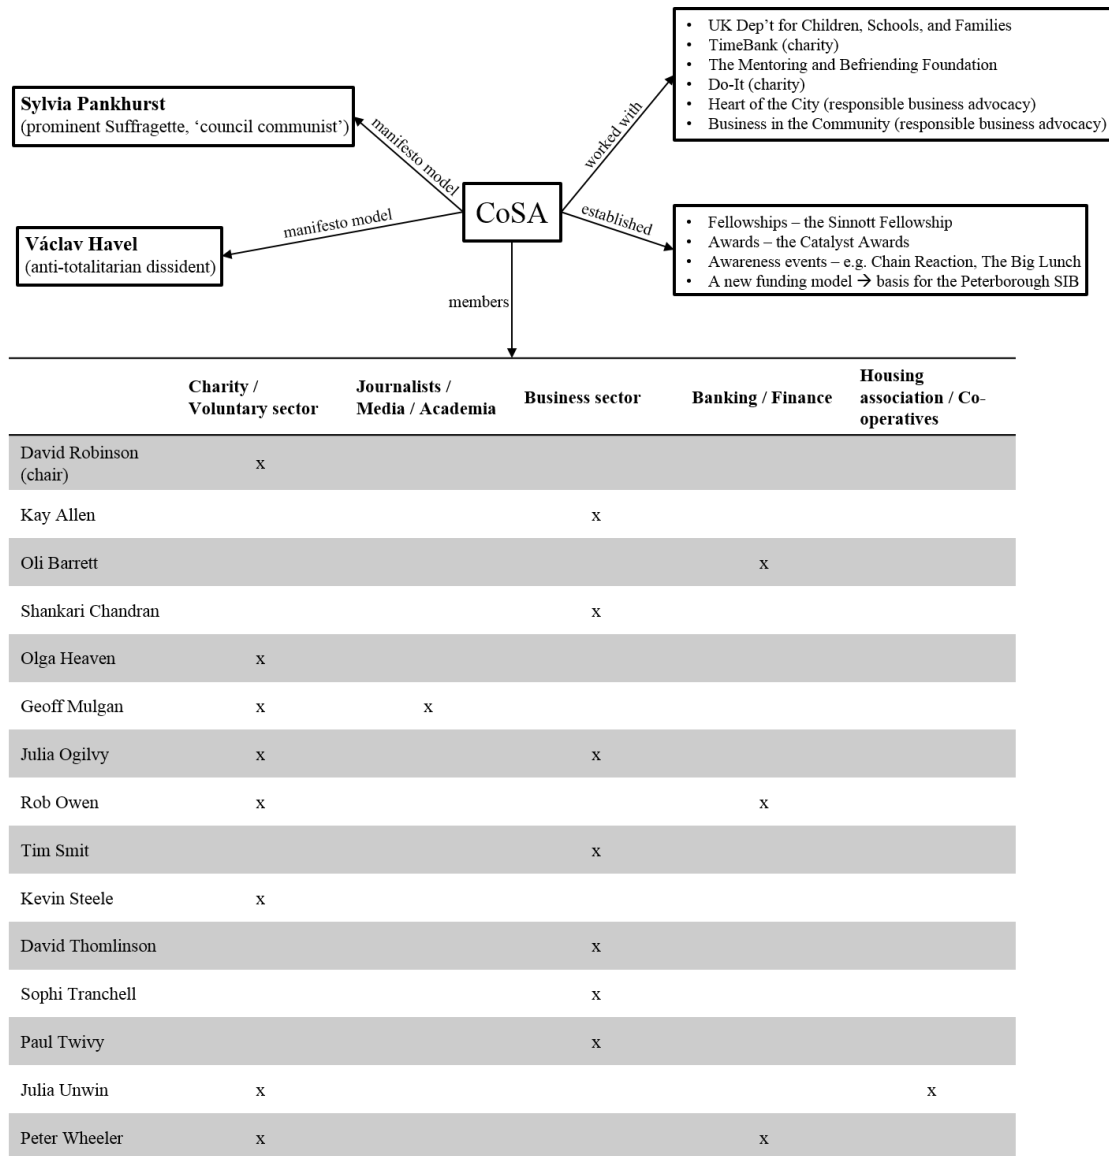 • UK Dep't for Children, Schools, and Families
• TimeBank (charity)
• The Mentoring and Befriending Foundation
• Do-It (charity)
• Heart of the City (responsible business advocacy)
• Business in the Community (responsible business advocacy)
Sylvia Pankhurst
(prominent Suffragette, ‘council communist’)
manifesto model
worked with
CoSA
manifesto model
established
Václav Havel
(anti-totalitarian dissident)
• Fellowships – the Sinnott Fellowship
• Awards – the Catalyst Awards
• Awareness events – e.g. Chain Reaction, The Big Lunch
• A new funding model → basis for the Peterborough SIB
members
Charity /
Voluntary sector
Journalists /
Media / Academia
Business sector
Banking / Finance
Housing
association / Co-
operatives
David Robinson
(chair)
x
Kay Allen x
Oli Barrett x
Shankari Chandran x
Olga Heaven x
Geoff Mulgan x x
Julia Ogilvy x x
Rob Owen x x
Tim Smit x
Kevin Steele x
David Thomlinson x
Sophi Tranchell x
Paul Twivy x
Julia Unwin x x
Peter Wheeler x x